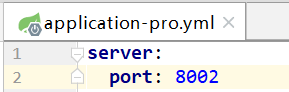 application-pro.yml
1 server:
2 port: 8002